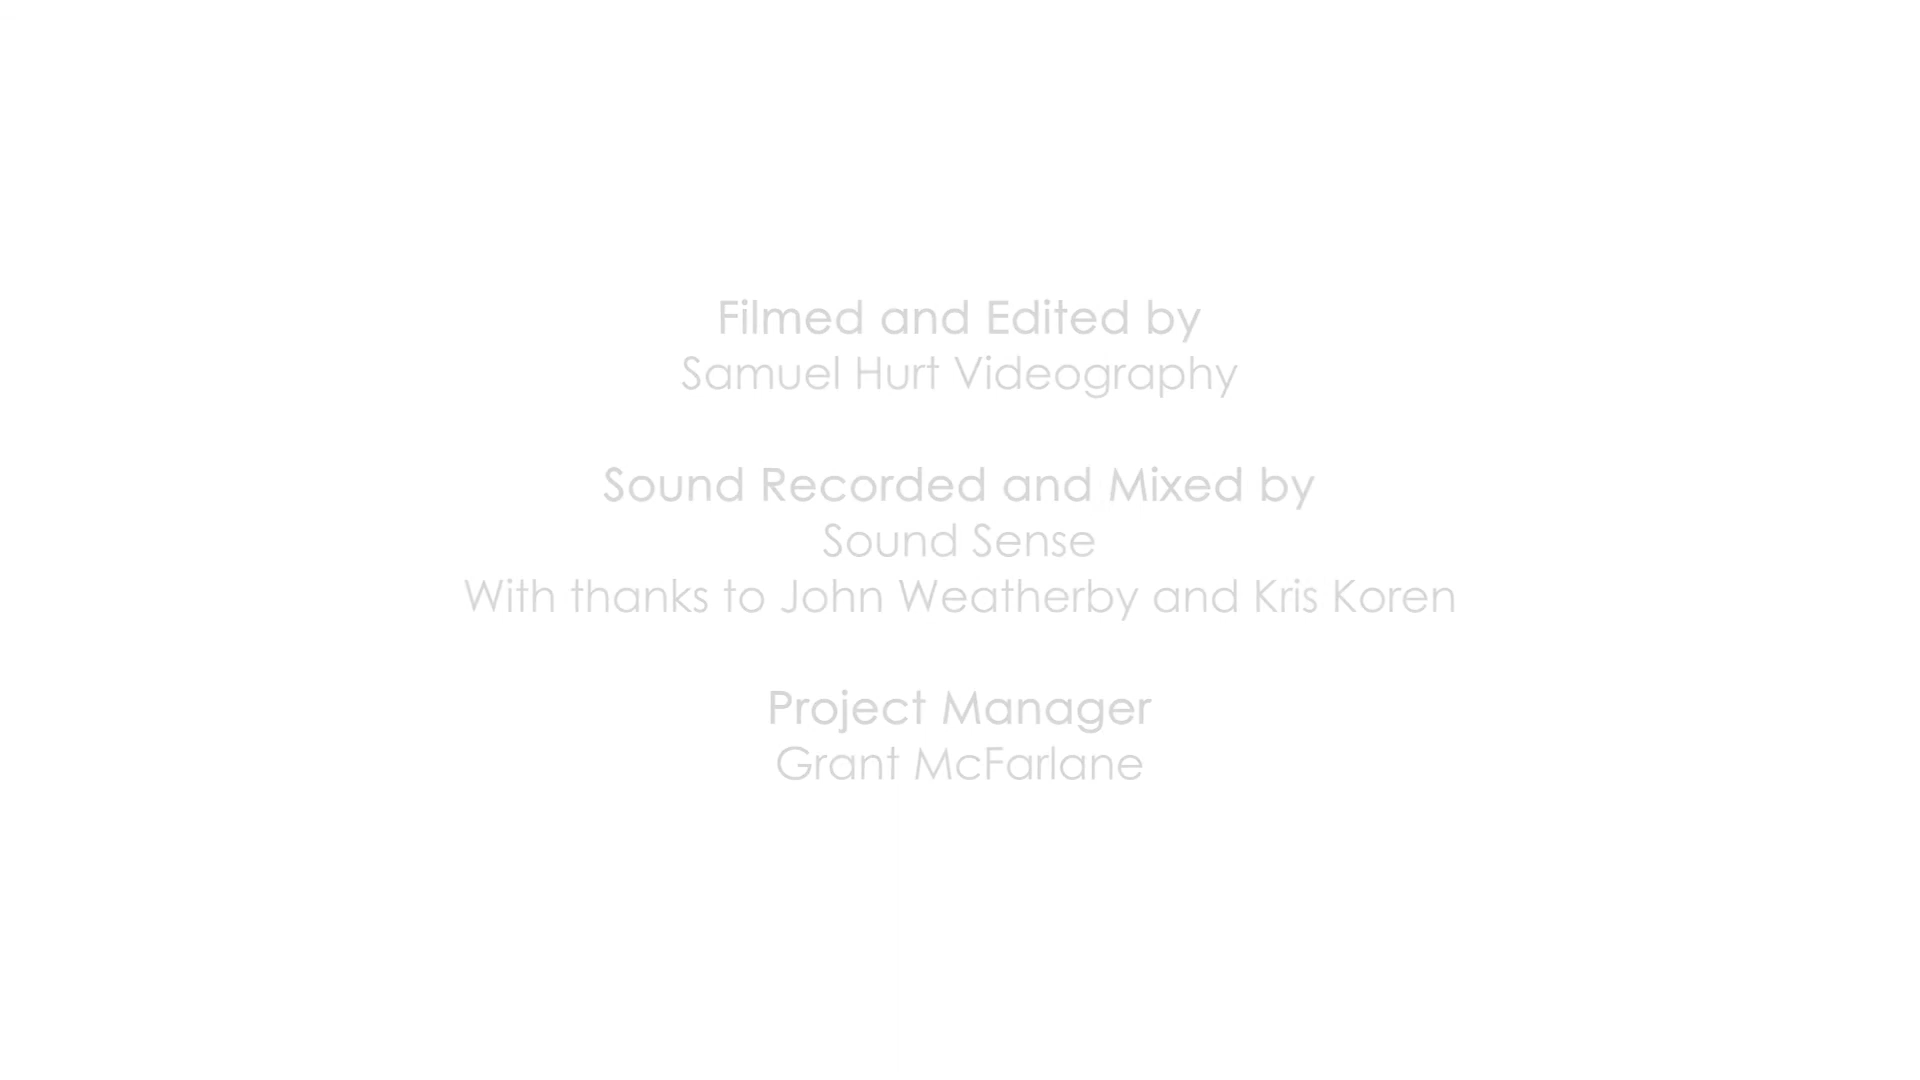 Filmed and Edited by
Samuel Hurt Videography
Sound Recorded and Mixed by
Sound Sense
With thanks to John Weatherby and Kris Koren
Project Manager
Grant McFarlane